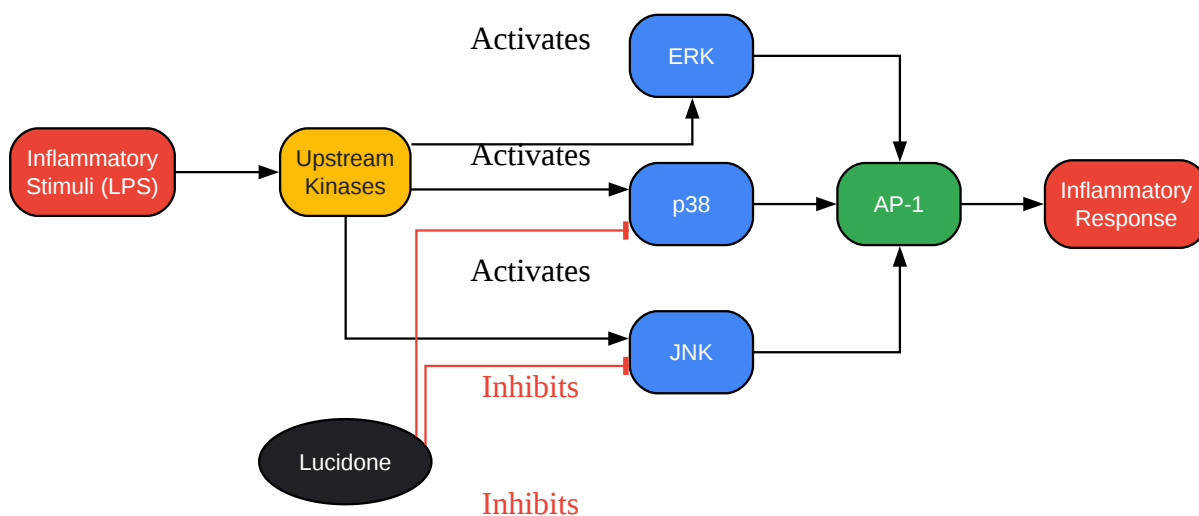 Activates
ERK
Inflammatory
Stimuli (LPS)
Upstream
Kinases
Activates
p38
AP-1
Inflammatory
Response
Activates
JNK
Inhibits
Lucidone
Inhibits